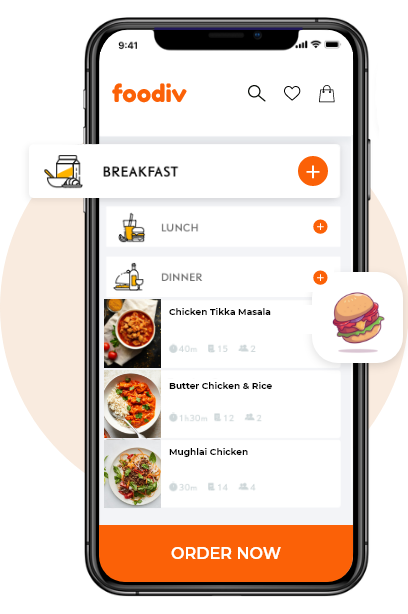 9:41
foodiv
BREAKFAST
LUNCH
DINNER
Chicken Tikka Masala
40m 15 2
Butter Chicken & Rice
1h30m 12 2
Mughlai Chicken
30m 14 4
ORDER NOW